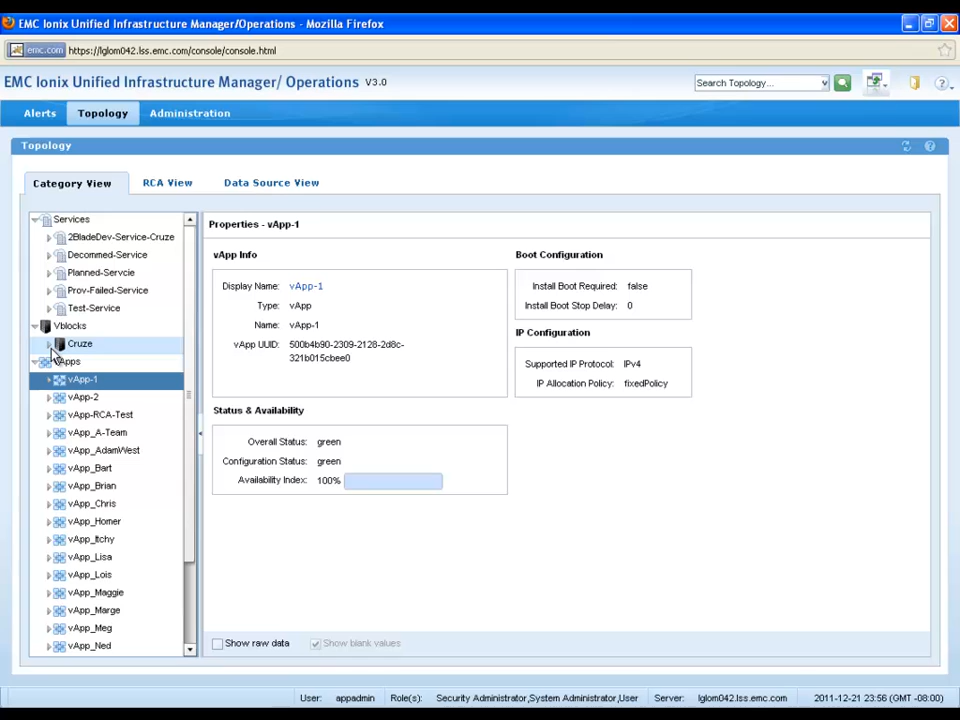 EMC Ionix Unified Infrastructure Manager/Operations - Mozilla Firefox
emc.com https://lglom042.lss.emc.com/console/console.html
EMC Ionix Unified Infrastructure Manager/ Operations V3.0
Search Topology...
Alerts Topology Administration
Topology
Category View RCA View Data Source View
Services
2BladeDev-Service-Cruze
Decommed-Service
Planned-Servcie
Prov-Failed-Service
Test-Service
Vblocks
Cruze
Apps
vApp-1
vApp-2
vApp-RCA-Test
vApp_A-Team
vApp_AdamWest
vApp_Bart
vApp_Brian
vApp_Chris
vApp_Homer
vApp_Itchy
vApp_Lisa
vApp_Lois
vApp_Maggie
vApp_Marge
vApp_Meg
vApp_Ned
Properties - vApp-1
vApp Info
Display Name: vApp-1
Type: vApp
Name: vApp-1
vApp UUID: 500b4b90-2309-2128-2d8c-
321b015cbee0
Status & Availability
Overall Status: green
Configuration Status: green
Availability Index: 100%
Boot Configuration
Install Boot Required: false
Install Boot Stop Delay: 0
IP Configuration
Supported IP Protocol: IPv4
IP Allocation Policy: fixedPolicy
Show raw data Show blank values
User: appadmin Role(s): Security Administrator,System Administrator,User Server: lglom042.lss.emc.com 2011-12-21 23:56 (GMT -08:00)